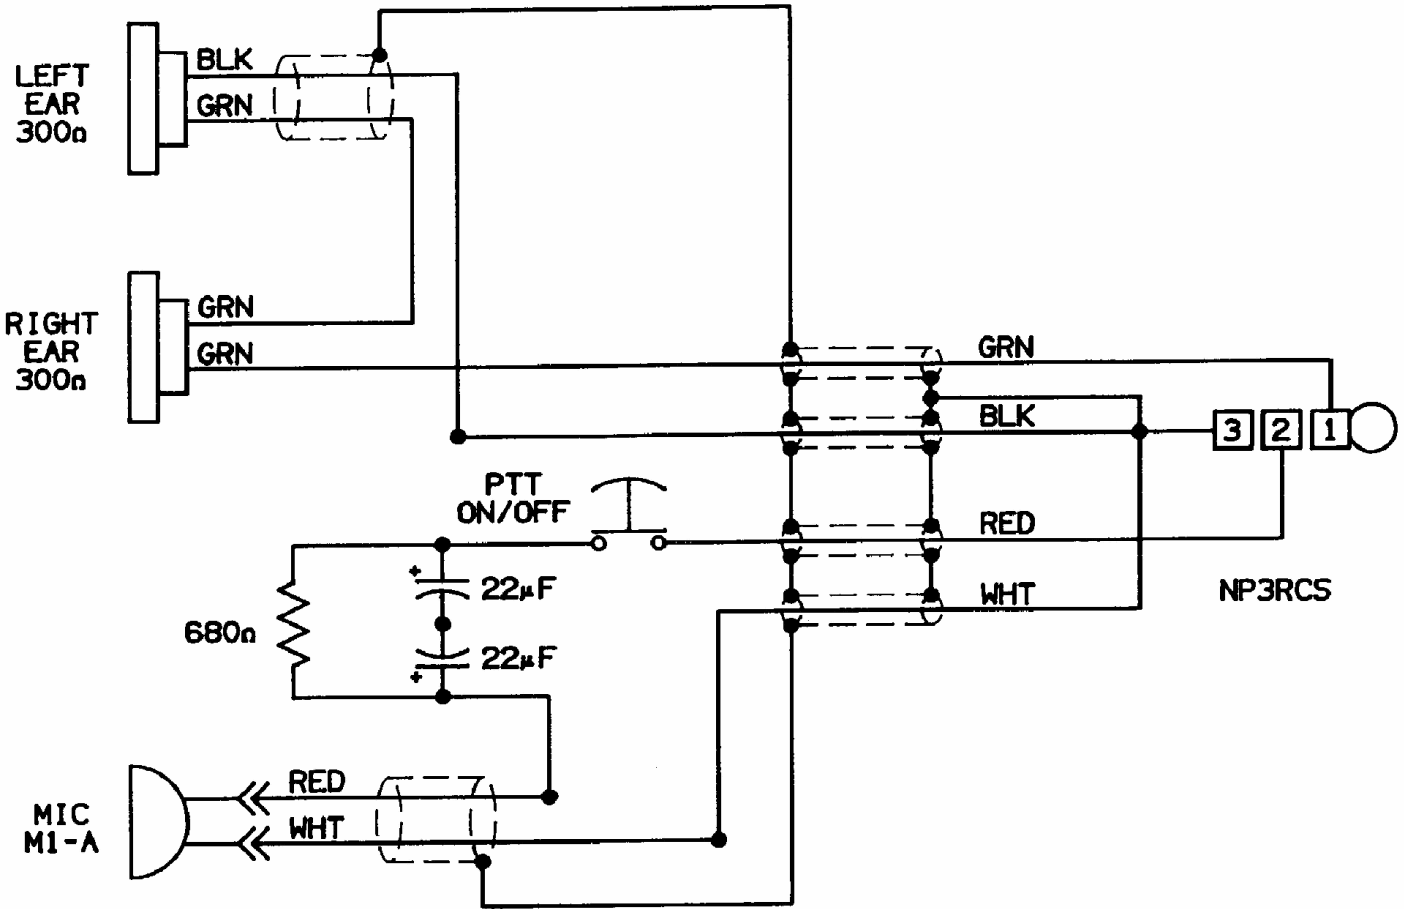 BLK
LEFT
EAR
300Ω
GRN
GRN
RIGHT
EAR
300Ω
GRN
GRN
BLK
3 2 1
PTT
ON/OFF
RED
+
22µF
680Ω
22µF
+
WHT
NP3RCS
RED
MIC
M1-A
WHT